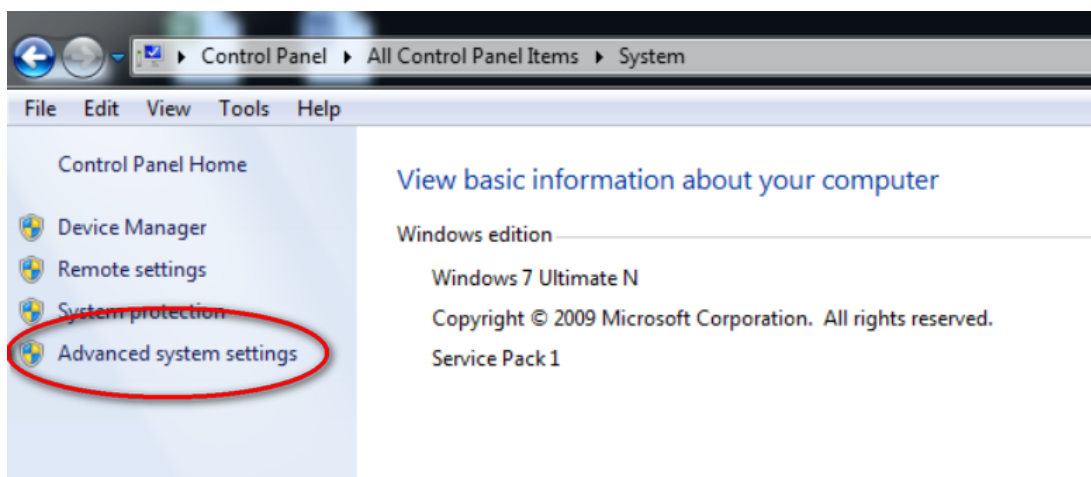 Control Panel All Control Panel Items System
File Edit View Tools Help
Control Panel Home
Device Manager
Remote settings
System protection
Advanced system settings
View basic information about your computer
Windows edition
Windows 7 Ultimate N
Copyright © 2009 Microsoft Corporation. All rights reserved.
Service Pack 1